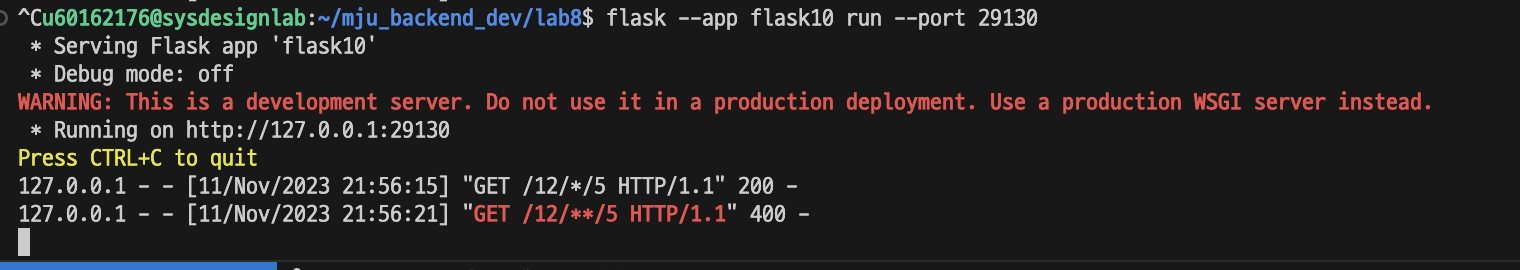 ^Cu60162176@sysdesignlab:~/mju_backend_dev/lab8$ flask --app flask10 run --port 29130
 * Serving Flask app 'flask10'
 * Debug mode: off
WARNING: This is a development server. Do not use it in a production deployment. Use a production WSGI server instead.
 * Running on http://127.0.0.1:29130
Press CTRL+C to quit
127.0.0.1 - - [11/Nov/2023 21:56:15] "GET /12/*/5 HTTP/1.1" 200 -
127.0.0.1 - - [11/Nov/2023 21:56:21] "GET /12/**/5 HTTP/1.1" 400 -